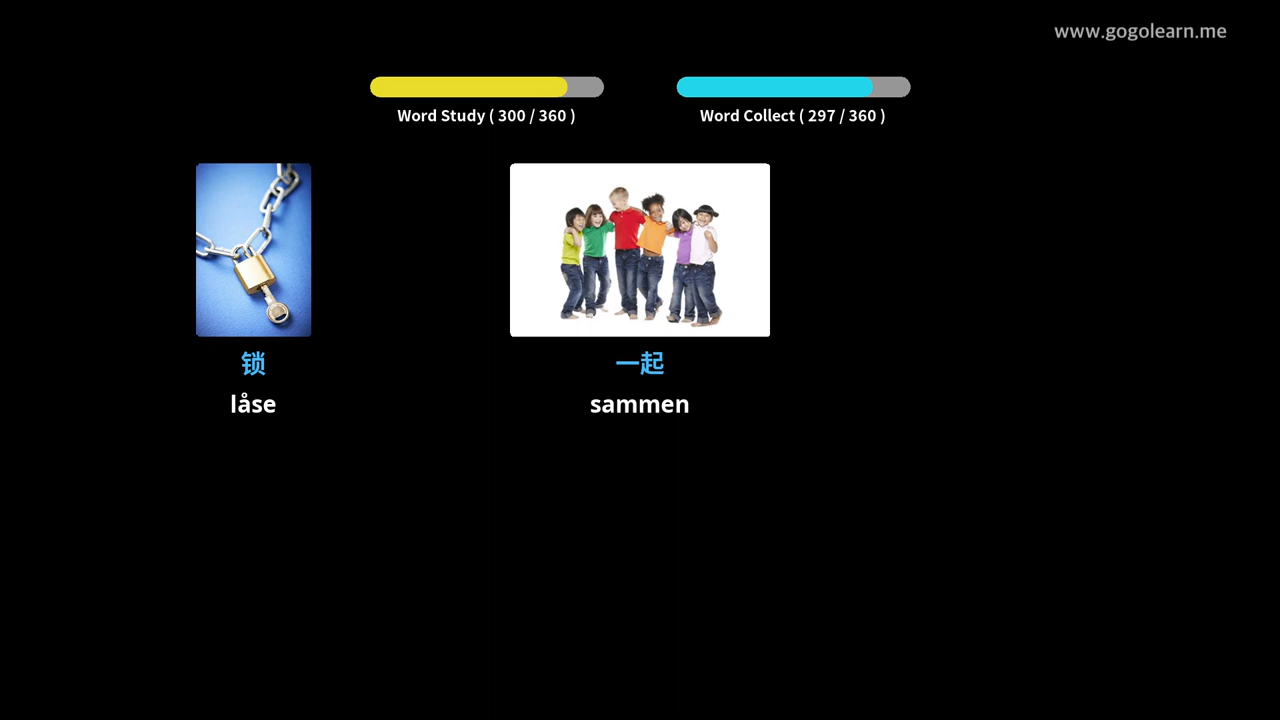 www.gogolearn.me
Word Study ( 300 / 360 )
Word Collect ( 297 / 360 )
锁
一起
låse
sammen